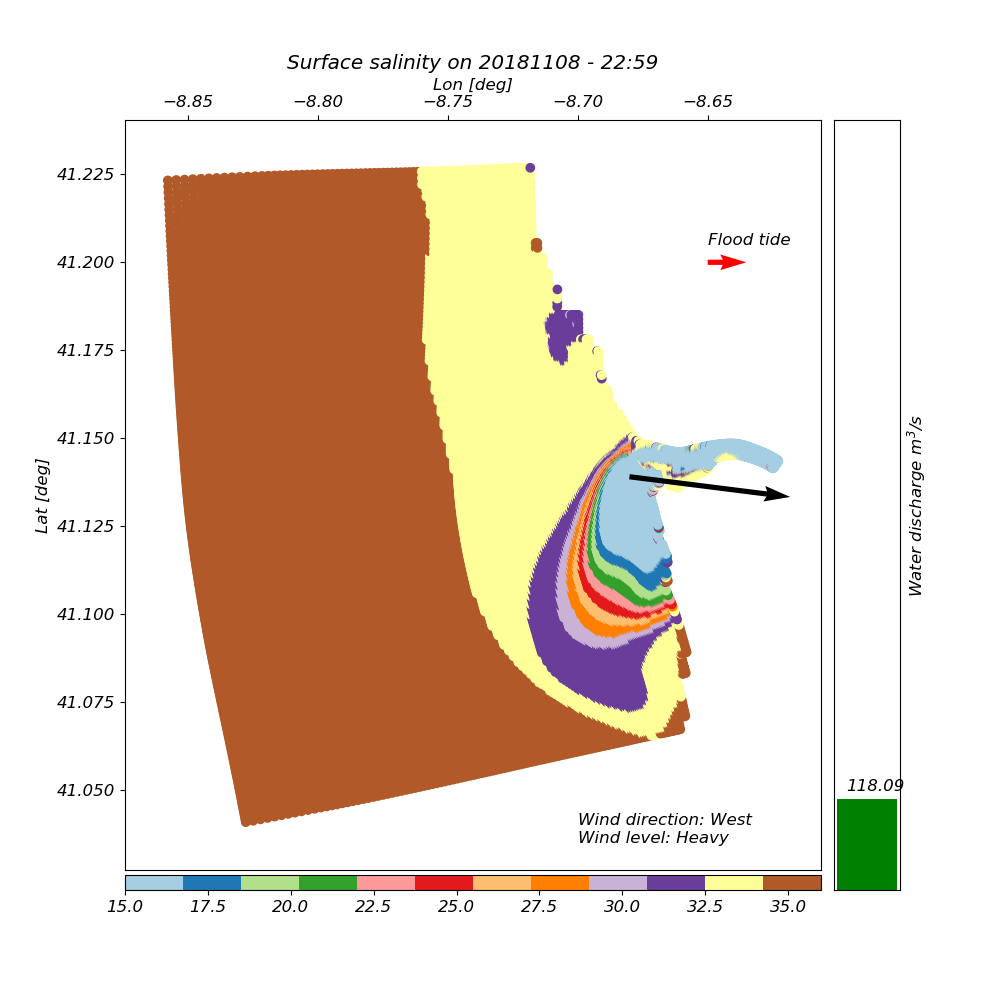 Surface salinity on 20181108 - 22:59
Lon [deg]
−8.85 −8.80 −8.75 −8.70 −8.65
41.225
41.200
41.175
41.150
41.125
41.100
41.075
41.050
Lat [deg]
Flood tide
Wind direction: West
Wind level: Heavy
15.0 17.5 20.0 22.5 25.0 27.5 30.0 32.5 35.0
118.09
Water discharge m³/s